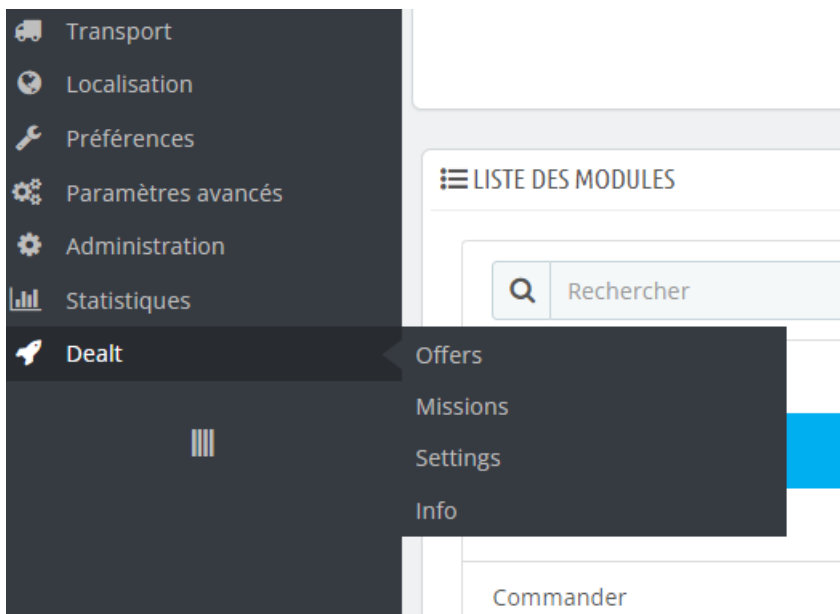 Transport
Localisation
Préférences
Paramètres avancés
Administration
Statistiques
Dealt
Offers
Missions
Settings
Info
LISTE DES MODULES
Rechercher
Commander